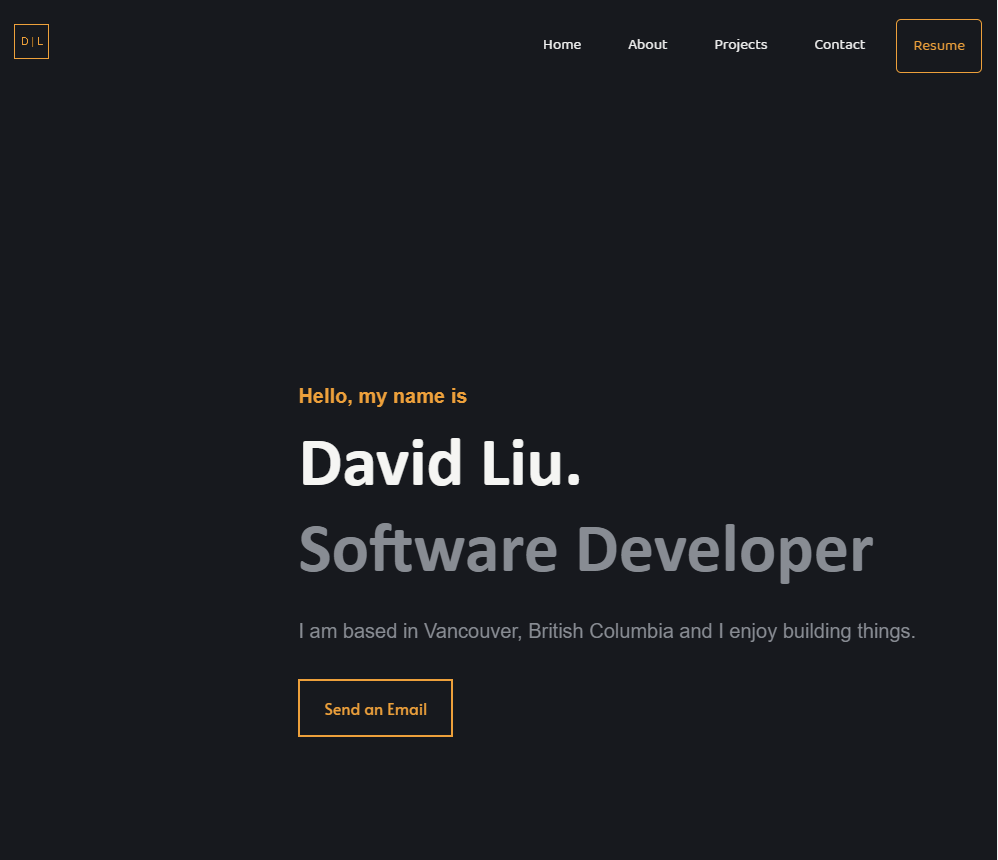 D | L
Home About Projects Contact Resume
Hello, my name is
David Liu.
Software Developer
I am based in Vancouver, British Columbia and I enjoy building things.
Send an Email